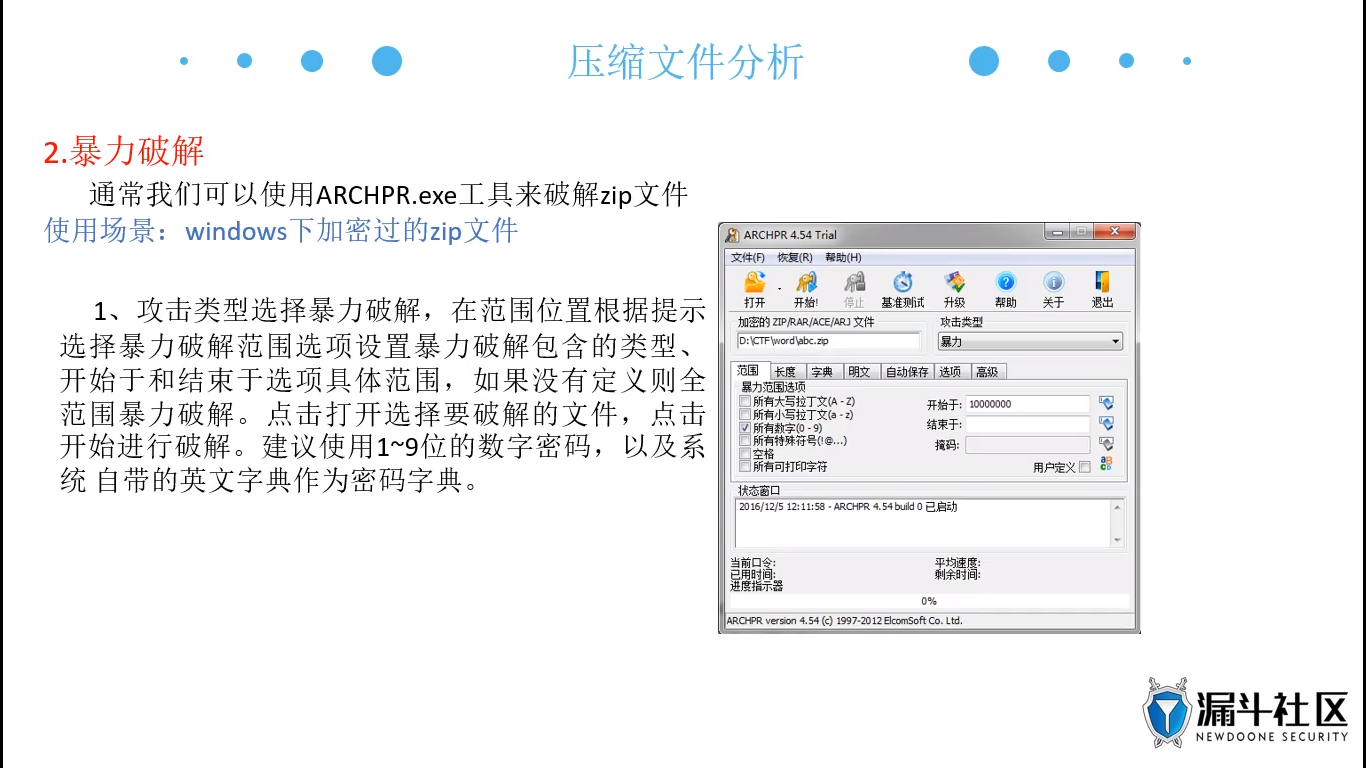 压缩文件分析
2.暴力破解
通常我们可以使用ARCHPR.exe工具来破解zip文件
使用场景：windows下加密过的zip文件
1、攻击类型选择暴力破解，在范围位置根据提示
选择暴力破解范围选项设置暴力破解包含的类型、
开始于和结束于选项具体范围，如果没有定义则全
范围暴力破解。点击打开选择要破解的文件，点击
开始进行破解。建议使用1~9位的数字密码，以及系
统 自带的英文字典作为密码字典。
ARCHPR 4.54 Trial
文件(F) 恢复(R) 帮助(H)
打开 开始! 停止 基准测试 升级 帮助 关于 退出
加密的 ZIP/RAR/ACE/ARJ 文件 攻击类型
D:\CTF\word\abc.zip 暴力
范围 长度 字典 明文 自动保存 选项 高级
暴力范围选项
所有大写拉丁文(A - Z) 开始于: 10000000
所有小写拉丁文(a - z)
所有数字(0 - 9) 结束于:
所有特殊符号(!@...) 掩码:
空格
所有可打印字符 用户定义
状态窗口
2016/12/5 12:11:58 - ARCHPR 4.54 build 0 已启动
当前口令: 平均速度:
已用时间: 剩余时间:
进度指示器
0%
ARCHPR version 4.54 (c) 1997-2012 ElcomSoft Co. Ltd.
漏斗社区
NEWDOONE SECURITY